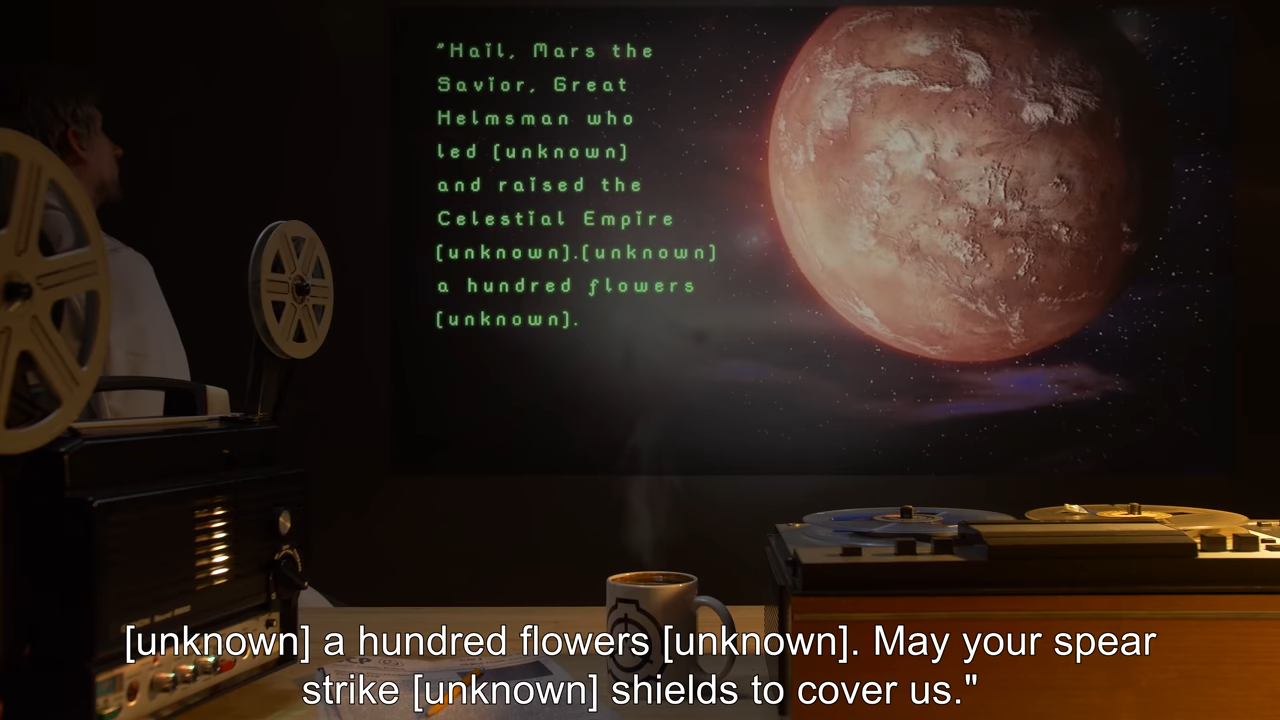 "Hail, Mars the
Savior, Great
Helmsman who
led [unknown]
and raised the
Celestial Empire
[unknown].[unknown]
a hundred flowers
[unknown].
CP
[unknown] a hundred flowers [unknown]. May your spear
strike [unknown] shields to cover us."